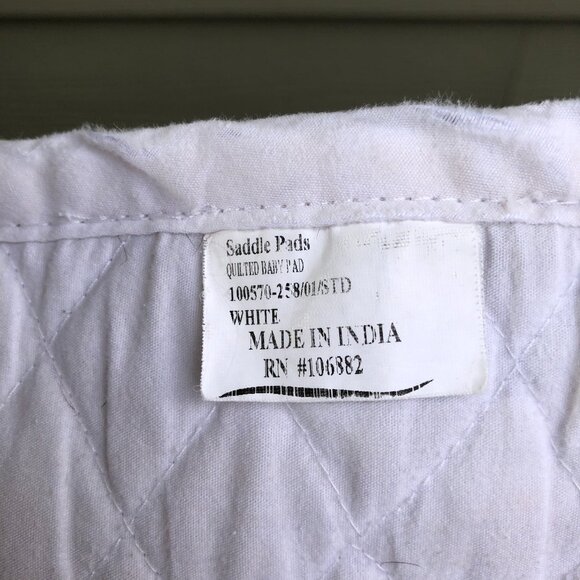 Saddle Pads
QUILTED BABY PAD
100570-258/01/STD
WHITE
MADE IN INDIA
RN #106882